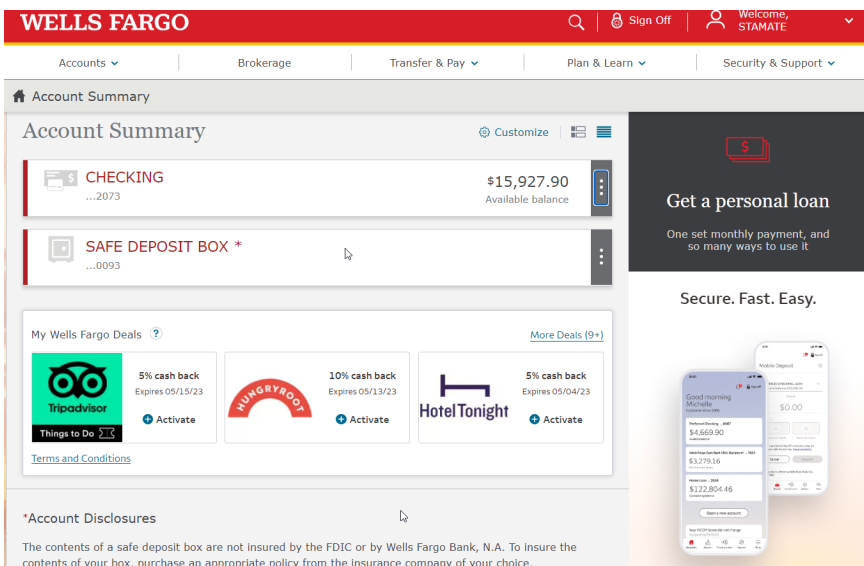 WELLS FARGO
Sign Off
Welcome,
STAMATE
Accounts
Brokerage
Transfer & Pay
Plan & Learn
Security & Support
Account Summary
Account Summary
Customize
CHECKING
...2073
$15,927.90
Available balance
SAFE DEPOSIT BOX *
...0093
My Wells Fargo Deals ?
More Deals (9+)
Tripadvisor
Things to Do
5% cash back
Expires 05/15/23
Activate
HUNGRYROOT
10% cash back
Expires 05/13/23
Activate
HotelTonight
5% cash back
Expires 05/04/23
Activate
Terms and Conditions
*Account Disclosures
The contents of a safe deposit box are not insured by the FDIC or by Wells Fargo Bank, N.A. To insure the
contents of your box, purchase an appropriate policy from the insurance company of your choice.
$
Get a personal loan
One set monthly payment, and
so many ways to use it
Secure. Fast. Easy.
Mobile Deposit
$0.00
Good morning
Michelle
$4,669.90
$3,279.16
$122,804.46
Open a new account